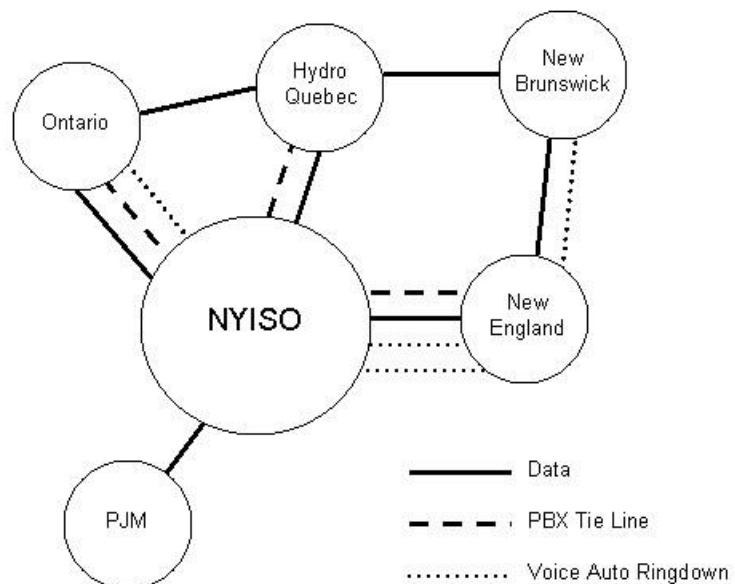 New
Brunswick
Hydro
Quebec
Ontario
NYISO
New
England
PJM
Data
PBX Tie Line
Voice Auto Ringdown